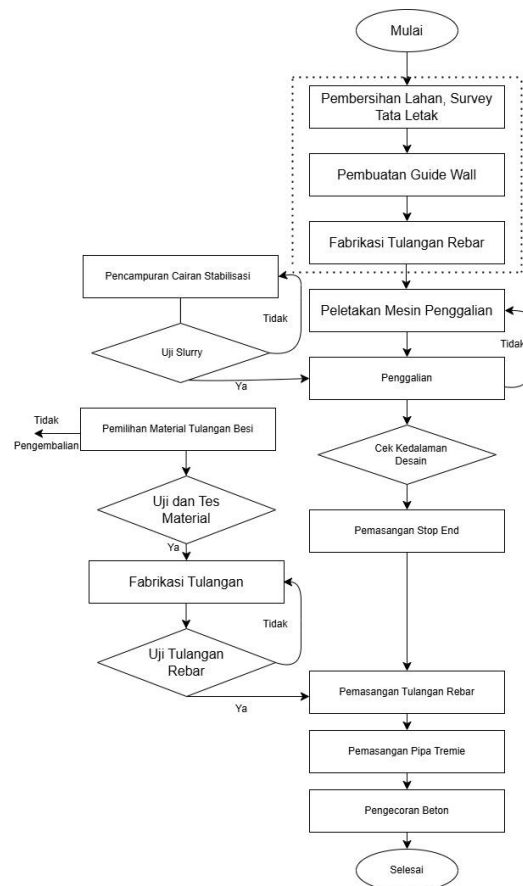 Mulai
Pembersihan Lahan, Survey
Tata Letak
Pembuatan Guide Wall
Fabrikasi Tulangan Rebar
Pencampuran Cairan Stabilisasi
Peletakan Mesin Penggalian
Tidak
Tidak
Uji Slurry
Ya
Penggalian
Tidak
Pengembalian
Pemilihan Material Tulangan Besi
Cek Kedalaman
Desain
Uji dan Tes
Material
Pemasangan Stop End
Ya
Fabrikasi Tulangan
Tidak
Uji Tulangan
Rebar
Ya
Pemasangan Tulangan Rebar
Pemasangan Pipa Tremie
Pengecoran Beton
Selesai